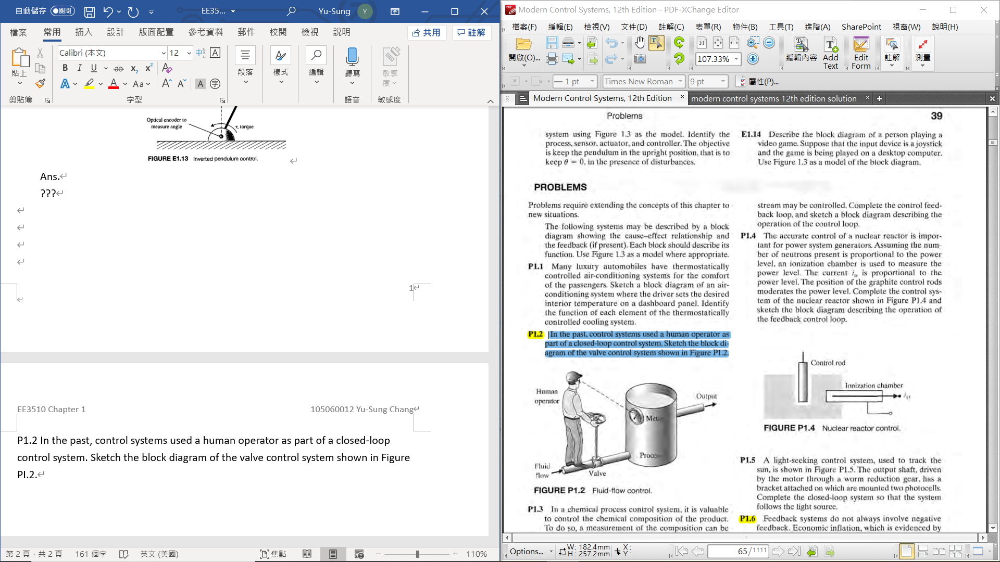 自動儲存
關閉
EE35...
Yu-Sung
Y
檔案
常用
插入
設計
版面配置
參考資料
郵件
校閱
檢視
說明
共用
註解
貼上
剪貼簿
Calibri (本文)
12
字型
段落
樣式
編輯
聽寫
語音
敏感度
敏感度
Optical encoder to
measure angle
τ, torque
FIGURE E1.13 Inverted pendulum control.
Ans.
???
1
EE3510 Chapter 1
105060012 Yu-Sung Chang
P1.2 In the past, control systems used a human operator as part of a closed-loop
control system. Sketch the block diagram of the valve control system shown in Figure
PI.2.
第 2 頁，共 2 頁
161 個字
英文 (美國)
焦點
110%
Modern Control Systems, 12th Edition - PDF-XChange Editor
檔案(F)
編輯(E)
檢視(V)
文件(D)
註解(C)
表單(R)
物件(B)
工具(T)
進階(A)
SharePoint
視窗(W)
說明(H)
開啟(O)...
107.33%
編輯內容
Add
Text
Edit
Form
註解
測量
1 pt
Times New Roman
9 pt
屬性(P)...
Modern Control Systems, 12th Edition
modern control systems 12th edition solution
Problems
39
system using Figure 1.3 as the model. Identify the
process, sensor, actuator, and controller. The objective
is keep the pendulum in the upright position, that is to
keep θ = 0, in the presence of disturbances.
PROBLEMS
Problems require extending the concepts of this chapter to
new situations.
The following systems may be described by a block
diagram showing the cause–effect relationship and
the feedback (if present). Each block should describe its
function. Use Figure 1.3 as a model where appropriate.
P1.1 Many luxury automobiles have thermostatically
controlled air-conditioning systems for the comfort
of the passengers. Sketch a block diagram of an air-
conditioning system where the driver sets the desired
interior temperature on a dashboard panel. Identify
the function of each element of the thermostatically
controlled cooling system.
P1.2 In the past, control systems used a human operator as
part of a closed-loop control system. Sketch the block di-
agram of the valve control system shown in Figure P1.2.
Human
operator
Meter
Output
Process
Fluid
flow
Valve
FIGURE P1.2 Fluid-flow control.
P1.3 In a chemical process control system, it is valuable
to control the chemical composition of the product.
To do so, a measurement of the composition can be
E1.14 Describe the block diagram of a person playing a
video game. Suppose that the input device is a joystick
and the game is being played on a desktop computer.
Use Figure 1.3 as a model of the block diagram.
stream may be controlled. Complete the control feed-
back loop, and sketch a block diagram describing the
operation of the control loop.
P1.4 The accurate control of a nuclear reactor is impor-
tant for power system generators. Assuming the num-
ber of neutrons present is proportional to the power
level, an ionization chamber is used to measure the
power level. The current io is proportional to the
power level. The position of the graphite control rods
moderates the power level. Complete the control sys-
tem of the nuclear reactor shown in Figure P1.4 and
sketch the block diagram describing the operation of
the feedback control loop.
Control rod
Ionization chamber
io
FIGURE P1.4 Nuclear reactor control.
P1.5 A light-seeking control system, used to track the
sun, is shown in Figure P1.5. The output shaft, driven
by the motor through a worm reduction gear, has a
bracket attached on which are mounted two photocells.
Complete the closed-loop system so that the system
follows the light source.
P1.6 Feedback systems do not always involve negative
feedback. Economic inflation, which is evidenced by
Options...
W: 182.4mm
H: 257.2mm
X:
Y:
65/1111